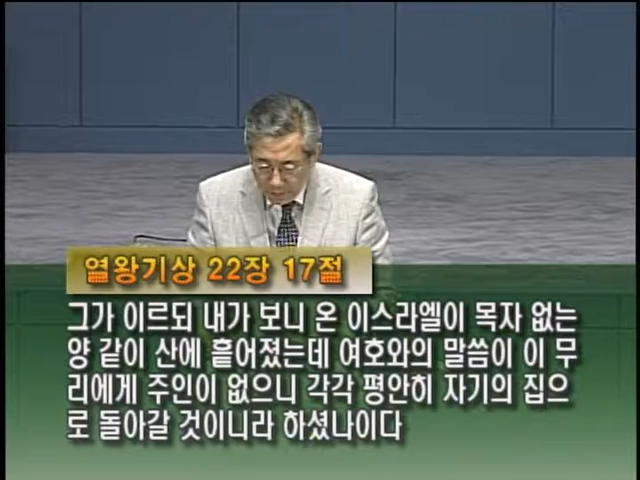 열왕기상 22장 17절
그가 이르되 내가 보니 온 이스라엘이 목자 없는
양 같이 산에 흩어졌는데 여호와의 말씀이 이 무
리에게 주인이 없으니 각각 평안히 자기의 집으
로 돌아갈 것이니라 하셨나이다